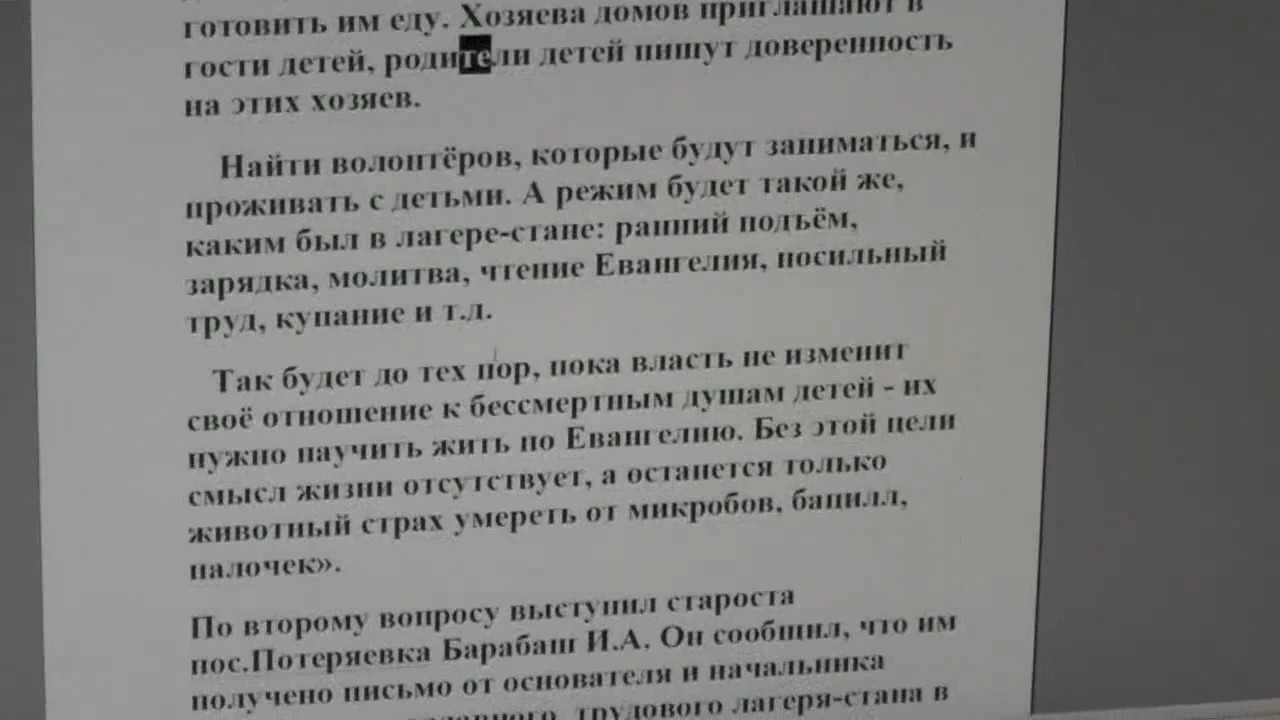 готовить им еду. Хозяева домов приглашают в
гости детей, родители детей пишут доверенность
на этих хозяев.
Найти волонтёров, которые будут заниматься, и
проживать с детьми. А режим будет такой же,
каким был в лагере-стане: ранний подъём,
зарядка, молитва, чтение Евангелия, посильный
труд, купание и т.д.
Так будет до тех пор, пока власть не изменит
своё отношение к бессмертным душам детей - их
нужно научить жить по Евангелию. Без этой цели
смысл жизни отсутствует, а останется только
животный страх умереть от микробов, бацилл,
палочек».
По второму вопросу выступил староста
пос.Потеряевка Барабаш И.А. Он сообщил, что им
получено письмо от основателя и начальника
трудового лагеря-стана в